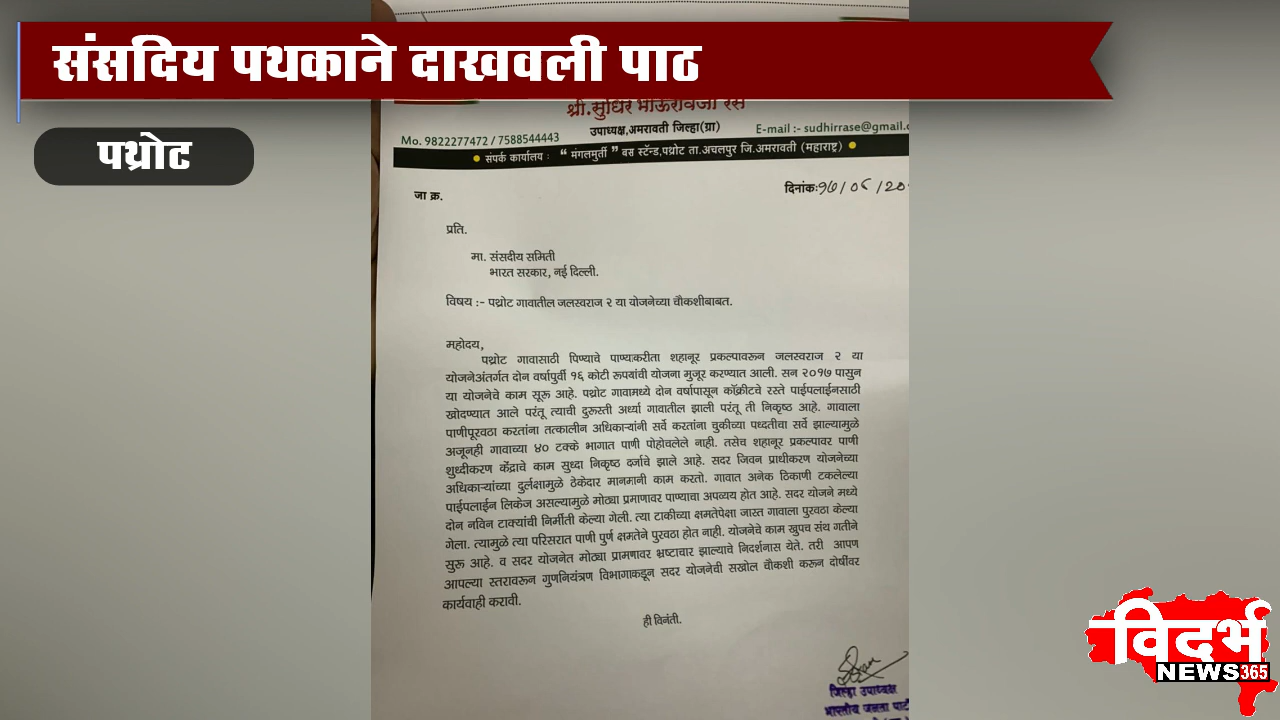 संसदिय पथकाने दाखवली पाठ
पथ्रोट
श्री.सुधिर भाऊरावजी रसे
उपाध्यक्ष,अमरावती जिल्हा(ग्रा)
Mo. 9822277472 / 7588544443
E-mail :- sudhirrase@gmail.c
संपर्क कार्यालय : “ मंगलमुर्ती ” बस स्टॅन्ड,पथ्रोट ता.अचलपुर जि.अमरावती (महाराष्ट्र)
जा क्र.
दिनांक:१७/०६/२०
प्रति.
मा. संसदीय समिती
भारत सरकार, नई दिल्ली.
विषय :- पथ्रोट गावातील जलस्वराज २ या योजनेच्या चौकशीबाबत.
महोदय,
पथ्रोट गावासाठी पिण्याचे पाण्याकरीता शहानूर प्रकल्पावरून जलस्वराज २ या
योजनेअंतर्गत दोन वर्षापुर्वी १६ कोटी रूपयांची योजना मुजूर करण्यात आली. सन २०१७ पासुन
या योजनेचे काम सूरू आहे. पथ्रोट गावामध्ये दोन वर्षापासून कॉंक्रीटचे रस्ते पाईपलाईनसाठी
खोदण्यात आले परंतू त्याची दुरूस्ती अर्ध्या गावातील झाली परंतू ती निकृष्ठ आहे. गावाला
पाणीपूरवठा करतांना तत्कालीन अधिकाऱ्यांनी सर्वे करतांना चुकीच्या पध्दतीचा सर्वे झाल्यामुळे
अजूनही गावाच्या ४० टक्के भागात पाणी पोहोचलेले नाही. तसेच शहानूर प्रकल्पावर पाणी
शुध्दीकरण केंद्राचे काम सुध्दा निकृष्ठ दर्जाचे झाले आहे. सदर जिवन प्राधीकरण योजनेच्या
अधिकाऱ्यांच्या दुर्लक्षामुळे ठेकेदार मानमानी काम करतो. गावात अनेक ठिकाणी टकलेल्या
पाईपलाईन लिकेज असल्यामुळे मोठ्या प्रमाणावर पाण्याचा अपव्यय होत आहे. सदर योजने मध्ये
दोन नविन टाक्यांची निर्मीती केल्या गेली. त्या टाकीच्या क्षमतेपेक्षा जास्त गावाला पुरवठा केल्या
गेला. त्यामुळे त्या परिसरात पाणी पुर्ण क्षमतेने पुरवठा होत नाही. योजनेचे काम खुपच संथ गतीने
सुरू आहे. व सदर योजनेत मोठ्या प्रामणावर भ्रष्टाचार झाल्याचे निदर्शनास येते. तरी आपण
आपल्या स्तरावरून गुणनियंत्रण विभागाकडून सदर योजनेची सखोल चौकशी करून दोषींवर
कार्यवाही करावी.
ही विनंती.
जिल्हा उपाध्यक्ष
भारतीय जनता पार्टी
विदर्भ
NEWS 365